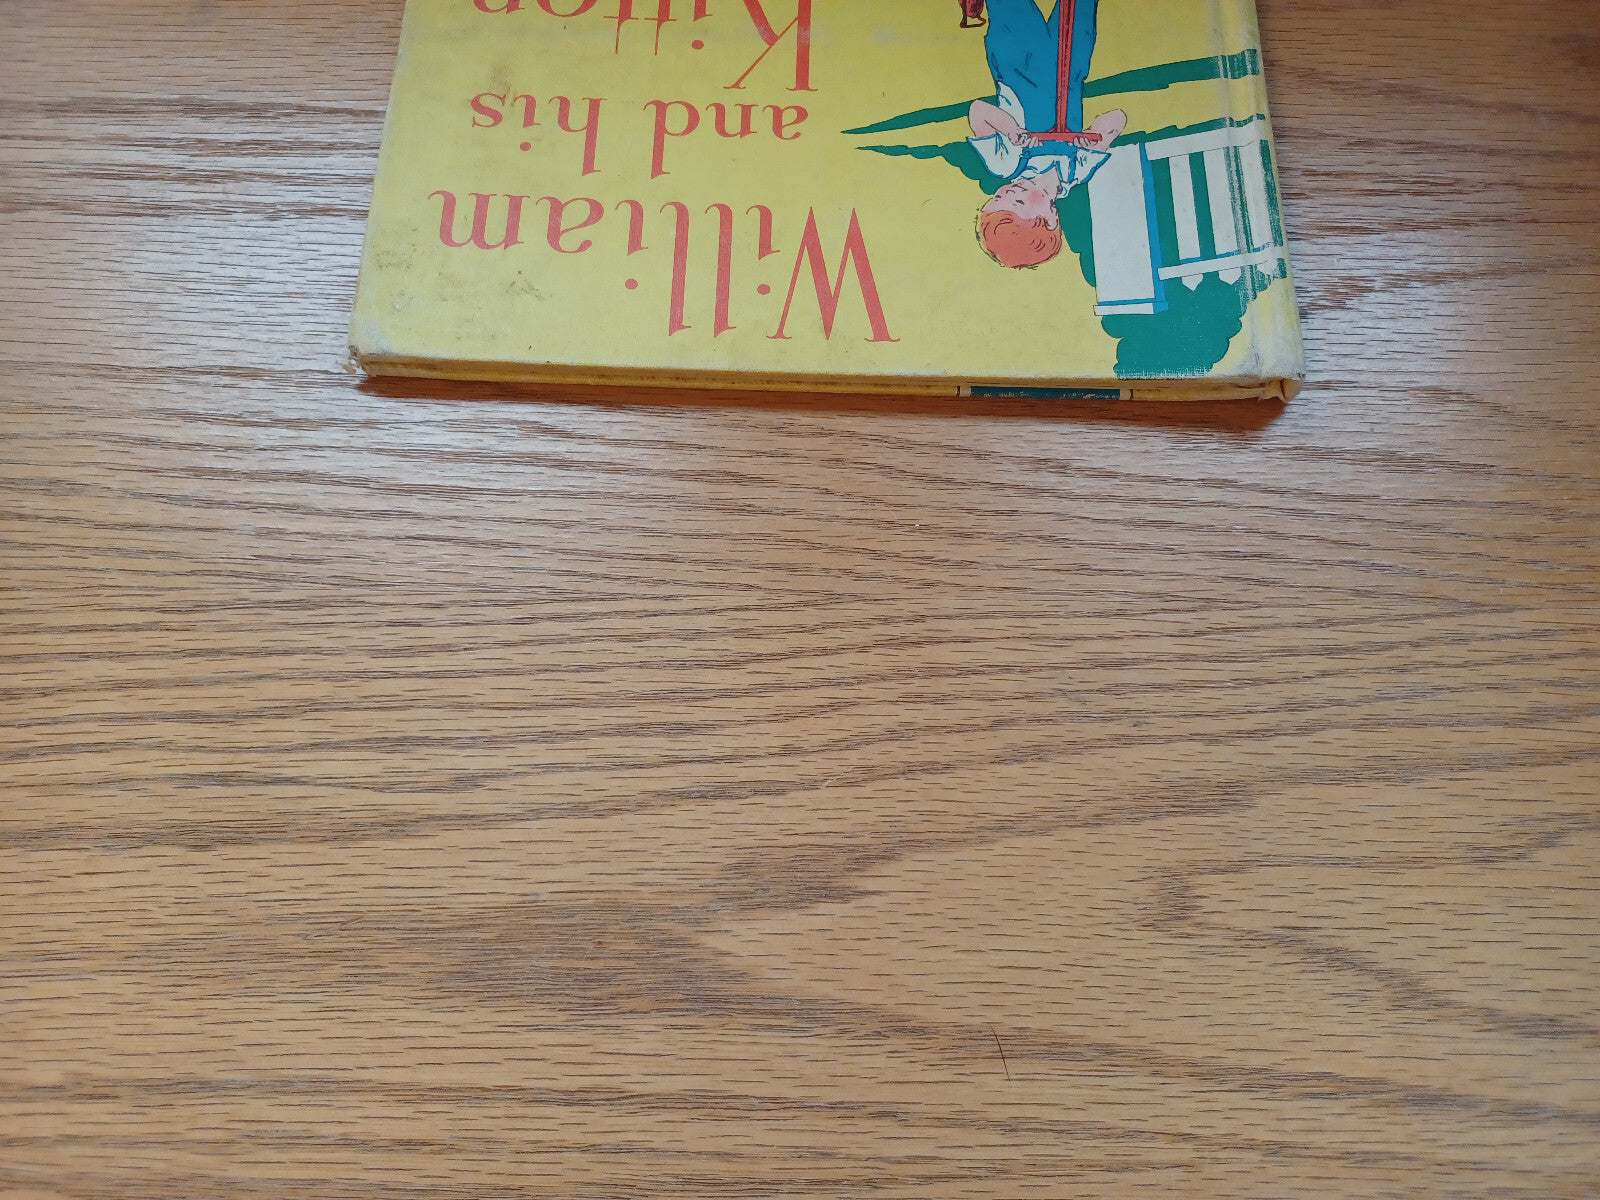 William
and his
Kitten